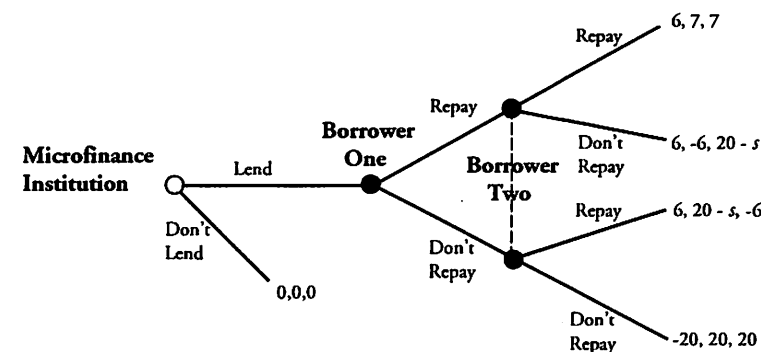 Repay
6, 7, 7
Repay
Borrower
One
Don't
Repay
6, -6, 20 - s
Microfinance
Institution
Lend
Borrower
Two
Repay
6, 20 - s, -6
Don't
Lend
Don't
Repay
0,0,0
Don't
Repay
-20, 20, 20